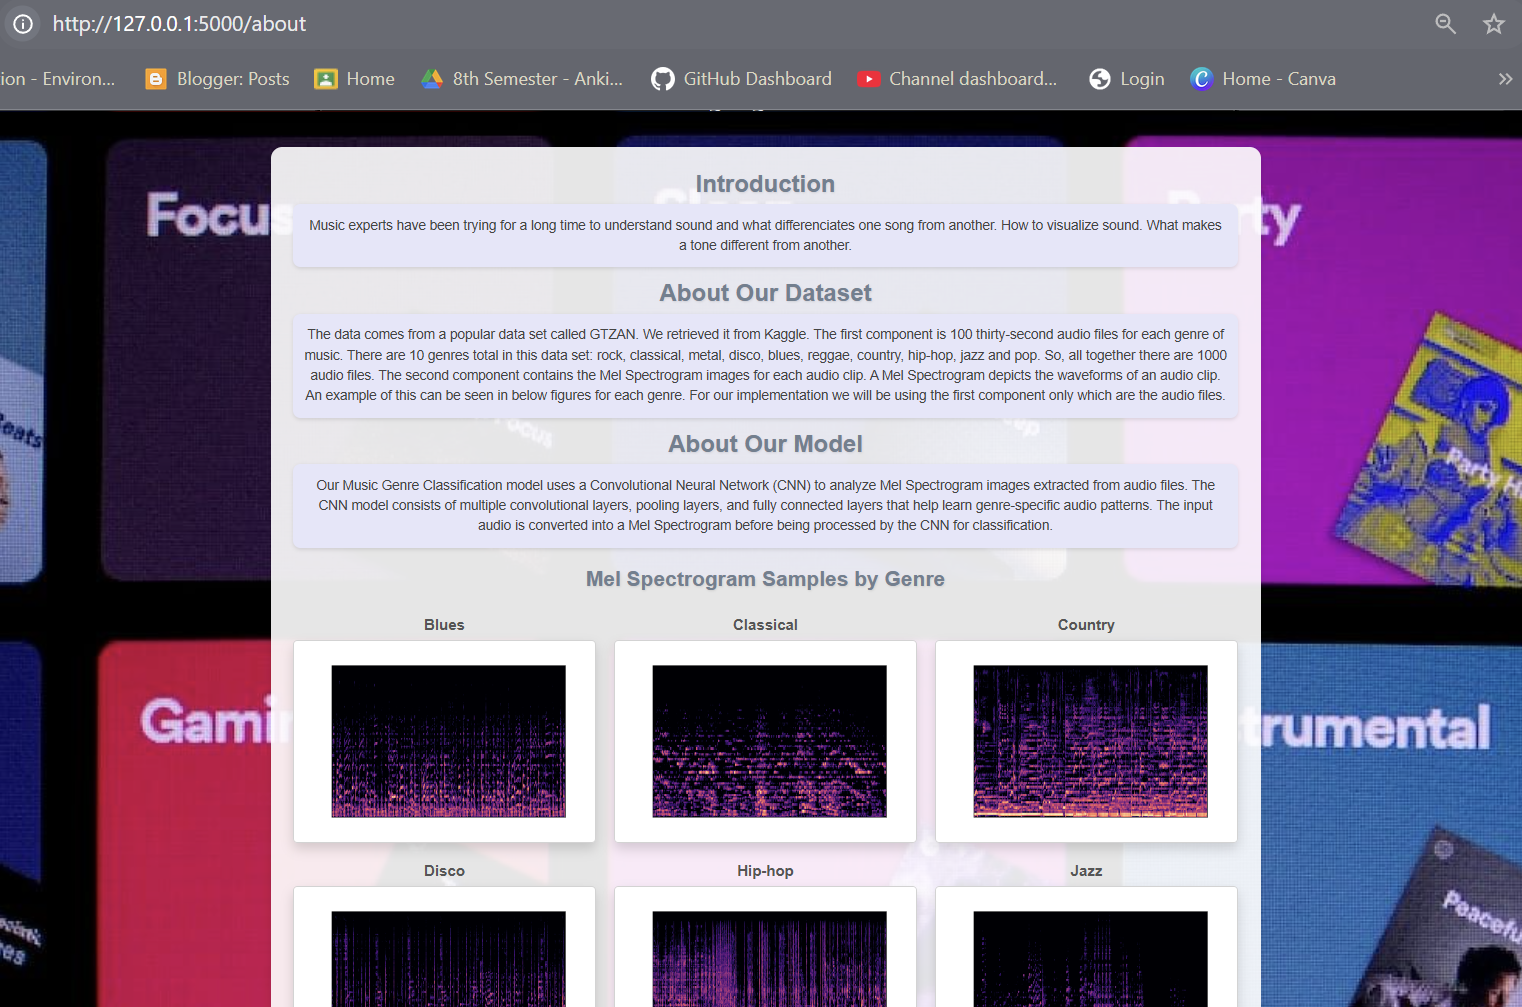 http://127.0.0.1:5000/about
ion - Environ...
Blogger: Posts
Home
8th Semester - Anki...
GitHub Dashboard
Channel dashboard...
Login
Home - Canva
Focus
Introduction
Music experts have been trying for a long time to understand sound and what differenciates one song from another. How to visualize sound. What makes
a tone different from another.
About Our Dataset
The data comes from a popular data set called GTZAN. We retrieved it from Kaggle. The first component is 100 thirty-second audio files for each genre of
music. There are 10 genres total in this data set: rock, classical, metal, disco, blues, reggae, country, hip-hop, jazz and pop. So, all together there are 1000
audio files. The second component contains the Mel Spectrogram images for each audio clip. A Mel Spectrogram depicts the waveforms of an audio clip.
An example of this can be seen in below figures for each genre. For our implementation we will be using the first component only which are the audio files.
About Our Model
Our Music Genre Classification model uses a Convolutional Neural Network (CNN) to analyze Mel Spectrogram images extracted from audio files. The
CNN model consists of multiple convolutional layers, pooling layers, and fully connected layers that help learn genre-specific audio patterns. The input
audio is converted into a Mel Spectrogram before being processed by the CNN for classification.
Mel Spectrogram Samples by Genre
Blues
Classical
Country
Disco
Hip-hop
Jazz
Party
Party H
eats
Focus
Gamin
trumental
Peacefu